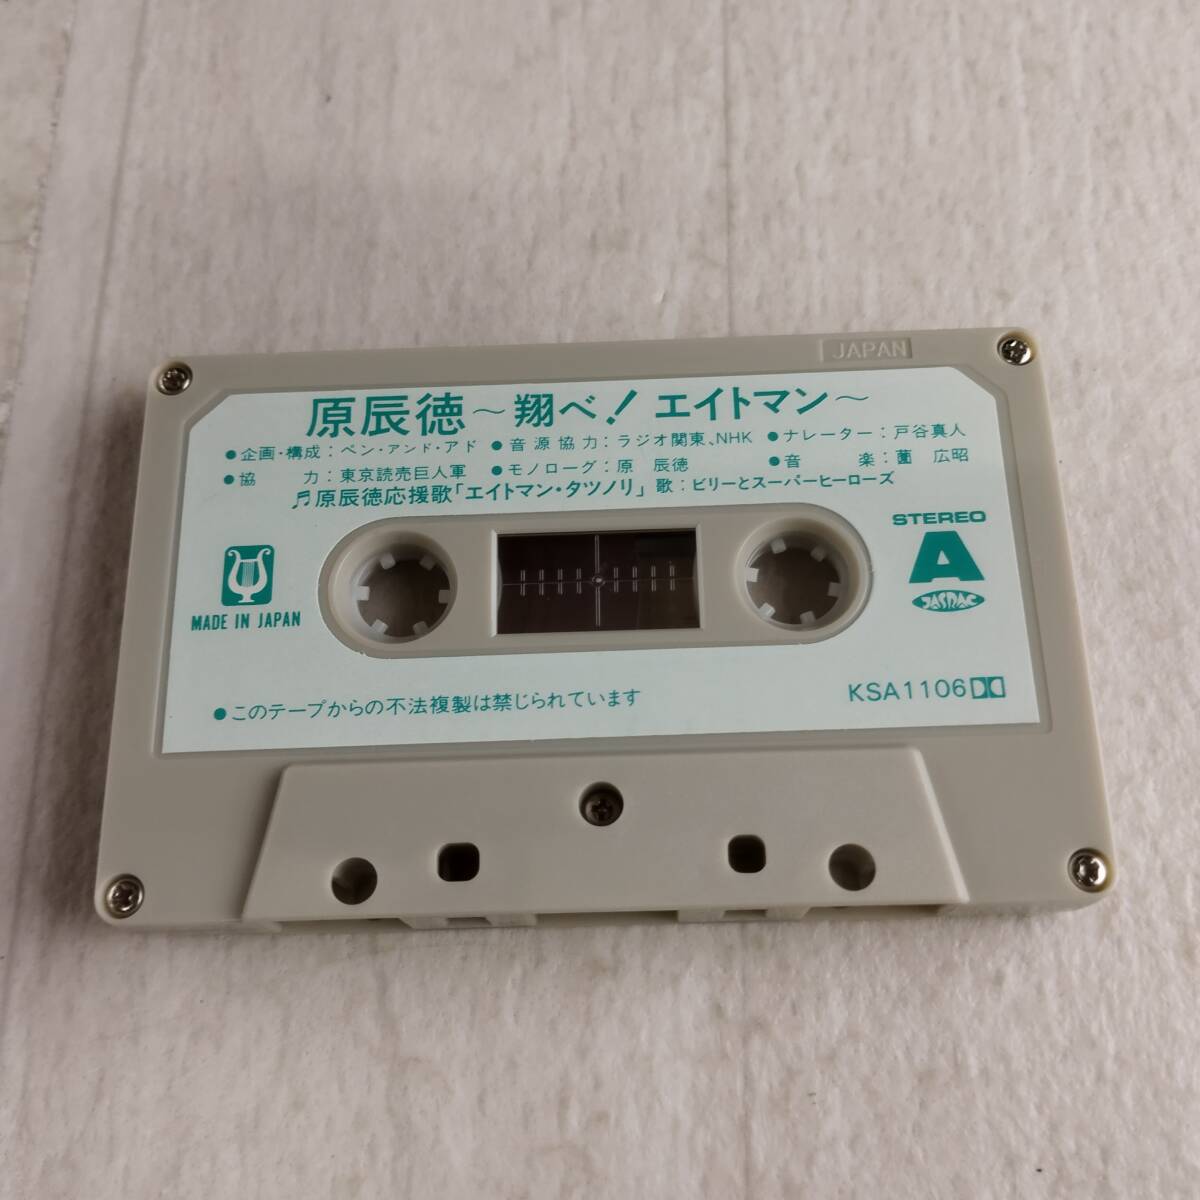 JAPAN
原辰徳〜翔べ!エイトマン〜
●企画・構成:ペン・アンド・アド ●音源協力:ラジオ関東、NHK ●ナレーター:戸谷真人
●協　　力:東京読売巨人軍 ●モノローグ:原 辰徳 ●音　　楽:薗 広昭
♬原辰徳応援歌「エイトマン・タツノリ」歌:ビリーとスーパーヒーローズ
STEREO
A
JASRAC
MADE IN JAPAN
●このテープからの不法複製は禁じられています
KSA1106